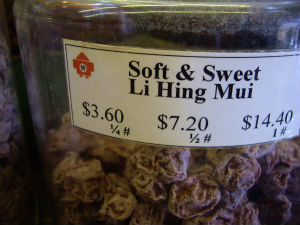 Soft & Sweet
Li Hing Mui
$3.60 $7.20 $14.40
¼ # ½ # 1 #